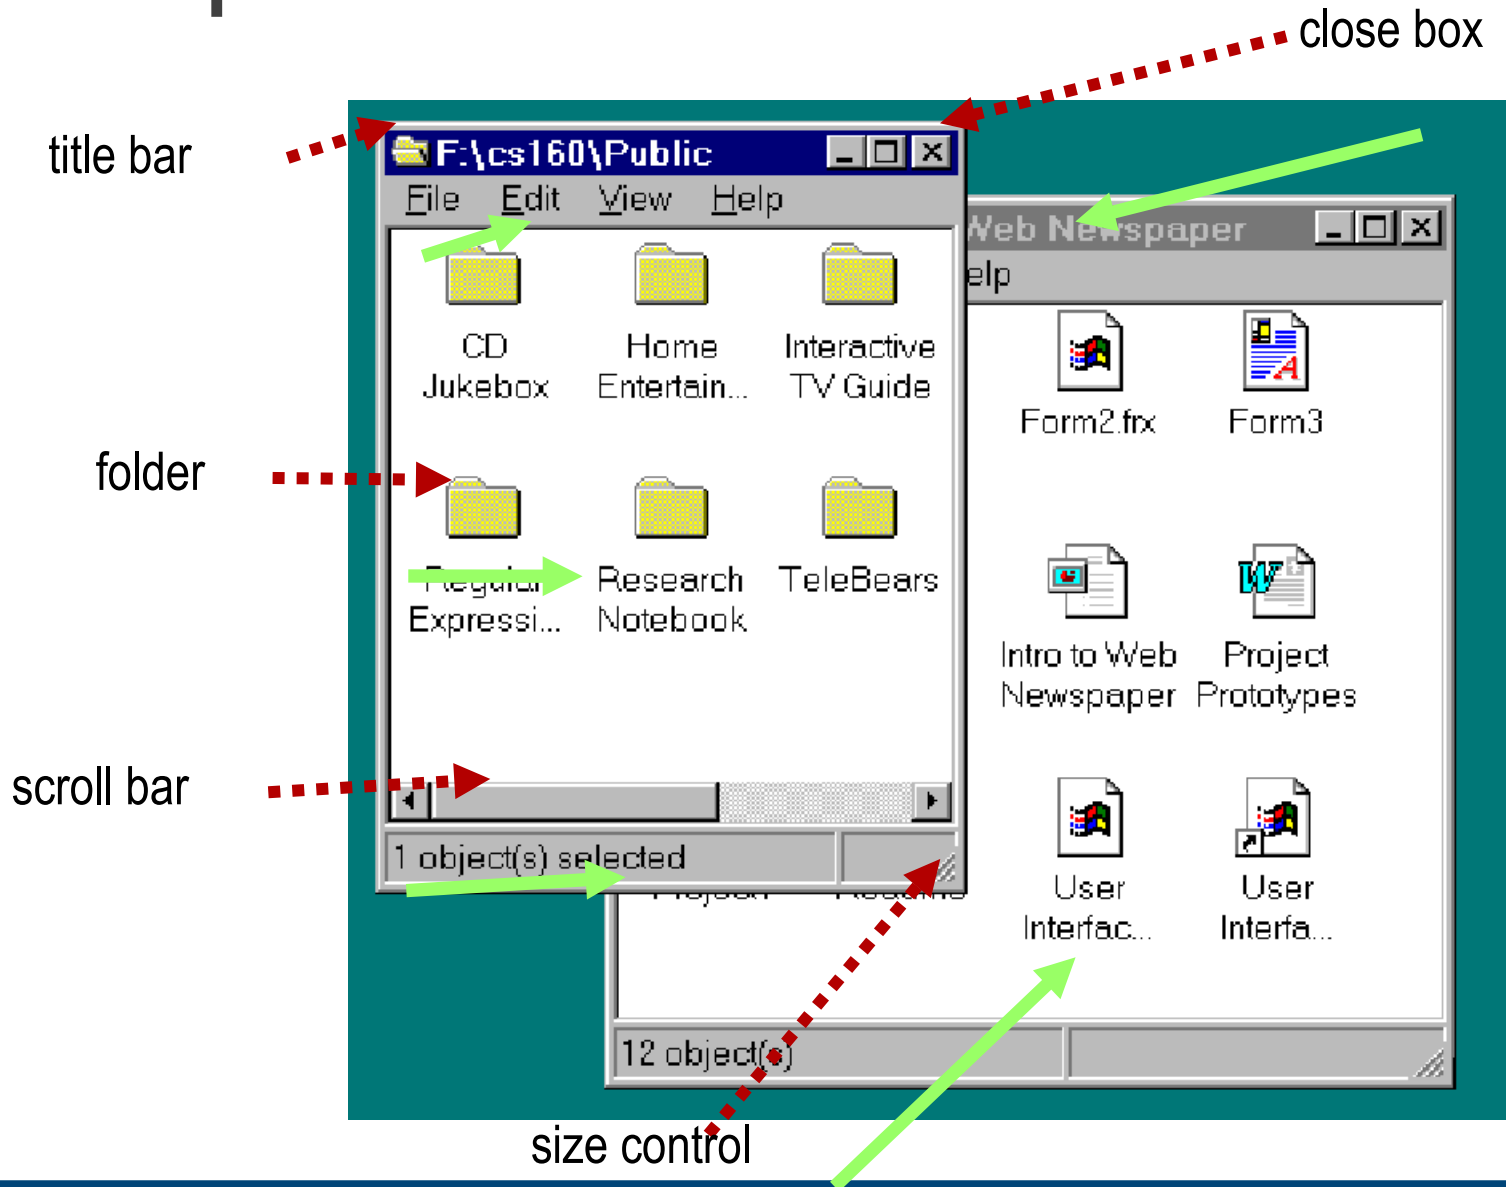 close box
title bar
F:\cs160\Public
File Edit View Help
Web Newspaper
elp
CD
Jukebox
Home
Entertain...
Interactive
TV Guide
Form2.frx
Form3
folder
Regular
Expressi...
Research
Notebook
TeleBears
Intro to Web
Newspaper
Project
Prototypes
scroll bar
1 object(s) selected
User
Interfac...
User
Interfa...
12 object(s)
size control